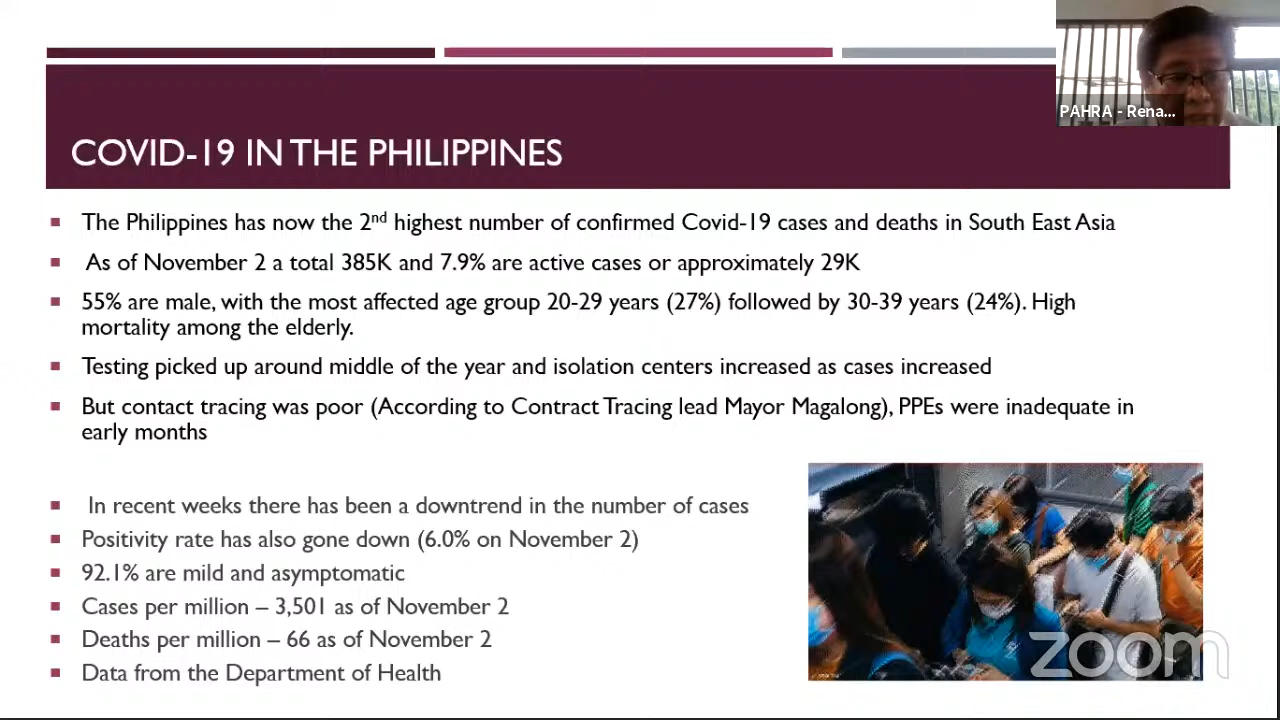 PAHRA - Rena...
COVID-19 IN THE PHILIPPINES
The Philippines has now the 2nd highest number of confirmed Covid-19 cases and deaths in South East Asia
As of November 2 a total 385K and 7.9% are active cases or approximately 29K
55% are male, with the most affected age group 20-29 years (27%) followed by 30-39 years (24%). High
mortality among the elderly.
Testing picked up around middle of the year and isolation centers increased as cases increased
But contact tracing was poor (According to Contract Tracing lead Mayor Magalong), PPEs were inadequate in
early months
In recent weeks there has been a downtrend in the number of cases
Positivity rate has also gone down (6.0% on November 2)
92.1% are mild and asymptomatic
Cases per million – 3,501 as of November 2
Deaths per million – 66 as of November 2
Data from the Department of Health
zoom